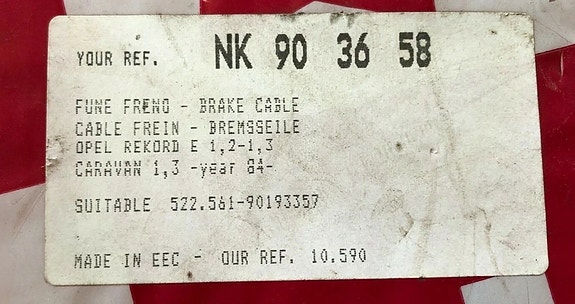 YOUR REF. NK 90 36 58
FUNE FRENO - BRAKE CABLE
CABLE FREIN - BREMSSEILE
OPEL REKORD E 1,2-1,3
CARAVAN 1,3 -year 84-
SUITABLE 522.561-90193357
MADE IN EEC - OUR REF. 10.590